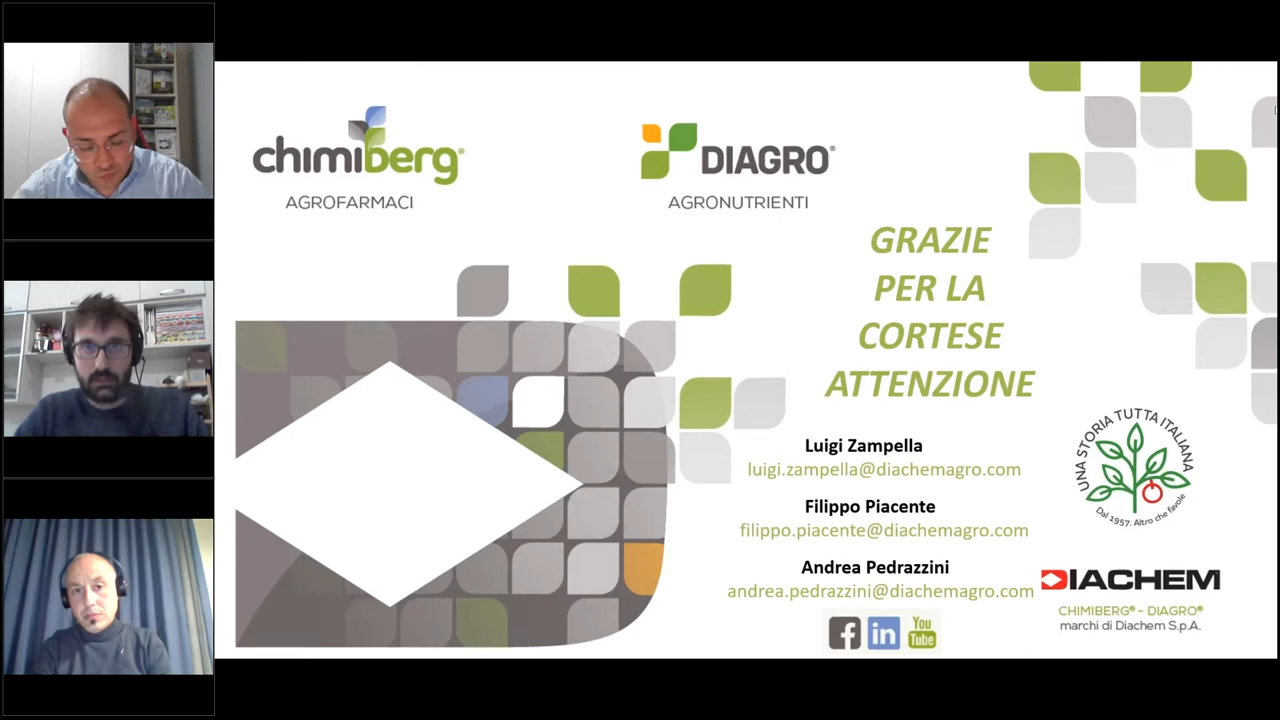 chimiberg®
AGROFARMACI
DIAGRO®
AGRONUTRIENTI
GRAZIE
PER LA
CORTESE
ATTENZIONE
Luigi Zampella
luigi.zampella@diachemagro.com
Filippo Piacente
filippo.piacente@diachemagro.com
Andrea Pedrazzini
andrea.pedrazzini@diachemagro.com
You
Tube
UNA STORIA TUTTA ITALIANA
Dal 1957. Altro che favole
DIACHEM
CHIMIBERG® - DIAGRO®
marchi di Diachem S.p.A.